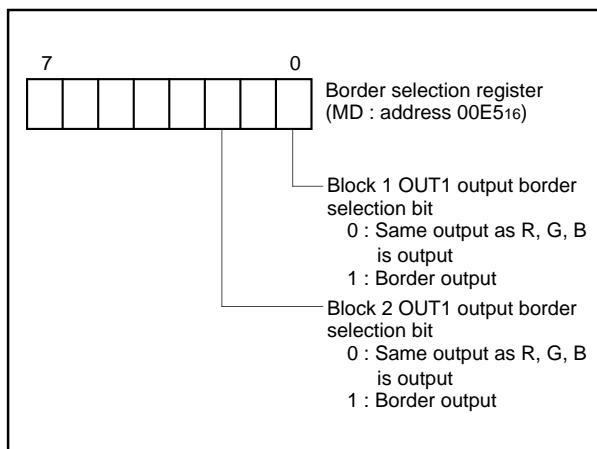 7 0
Border selection register
(MD : address 00E516)
Block 1 OUT1 output border
selection bit
0 : Same output as R, G, B
is output
1 : Border output
Block 2 OUT1 output border
selection bit
0 : Same output as R, G, B
is output
1 : Border output